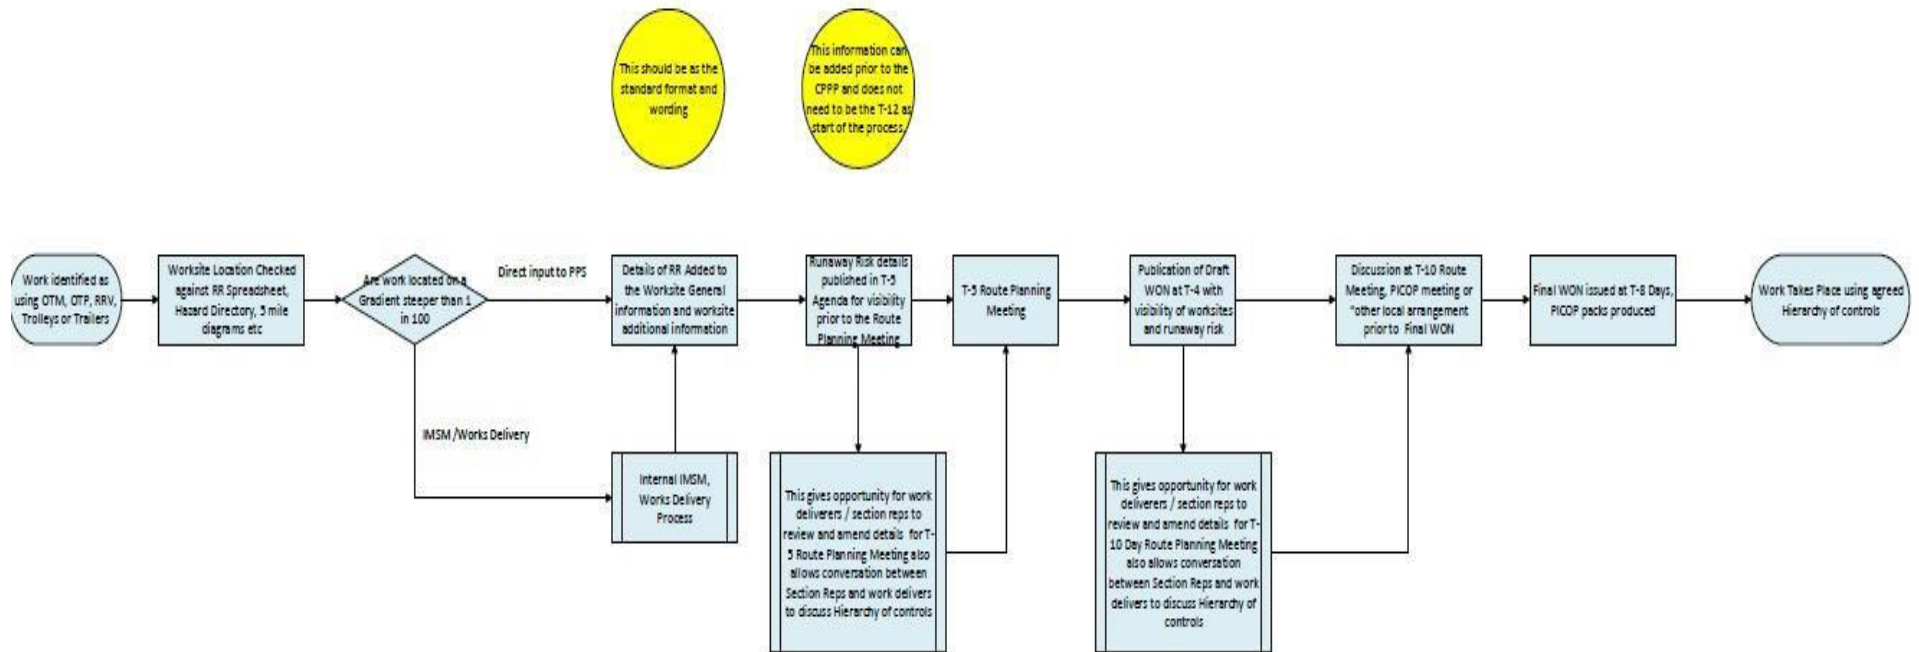 This should be as the
standard format and
wording
This information can
be added prior to the
CPPP and does not
need to be the T-12 as
start of the process.
Work identified as
using OTM, OTP, RRV,
Trolleys or Trailers
Worksite Location Checked
against RR Spreadsheet,
Hazard Directory, 5 mile
diagrams etc
Are work located on a
Gradient steeper than 1
in 100
Direct input to PPS
IMSM /Works Delivery
Details of RR Added to
the Worksite General
information and worksite
additional information
Internal IMSM,
Works Delivery
Process
Runaway Risk details
published in T-5
Agenda for visibility
prior to the Route
Planning Meeting
This gives opportunity for work
deliverers / section reps to
review and amend details for T-
5 Route Planning Meeting also
allows conversation between
Section Reps and work delivers
to discuss Hierarchy of controls
T-5 Route Planning
Meeting
Publication of Draft
WON at T-4 with
visibility of worksites
and runaway risk
This gives opportunity for work
deliverers / section reps to
review and amend details for T-
10 Day Route Planning Meeting
also allows conversation
between Section Reps and work
delivers to discuss Hierarchy of
controls
Discussion at T-10 Route
Meeting, PICOP meeting or
"other local arrangement
prior to Final WON
Final WON issued at T-8 Days,
PICOP packs produced
Work Takes Place using agreed
Hierarchy of controls